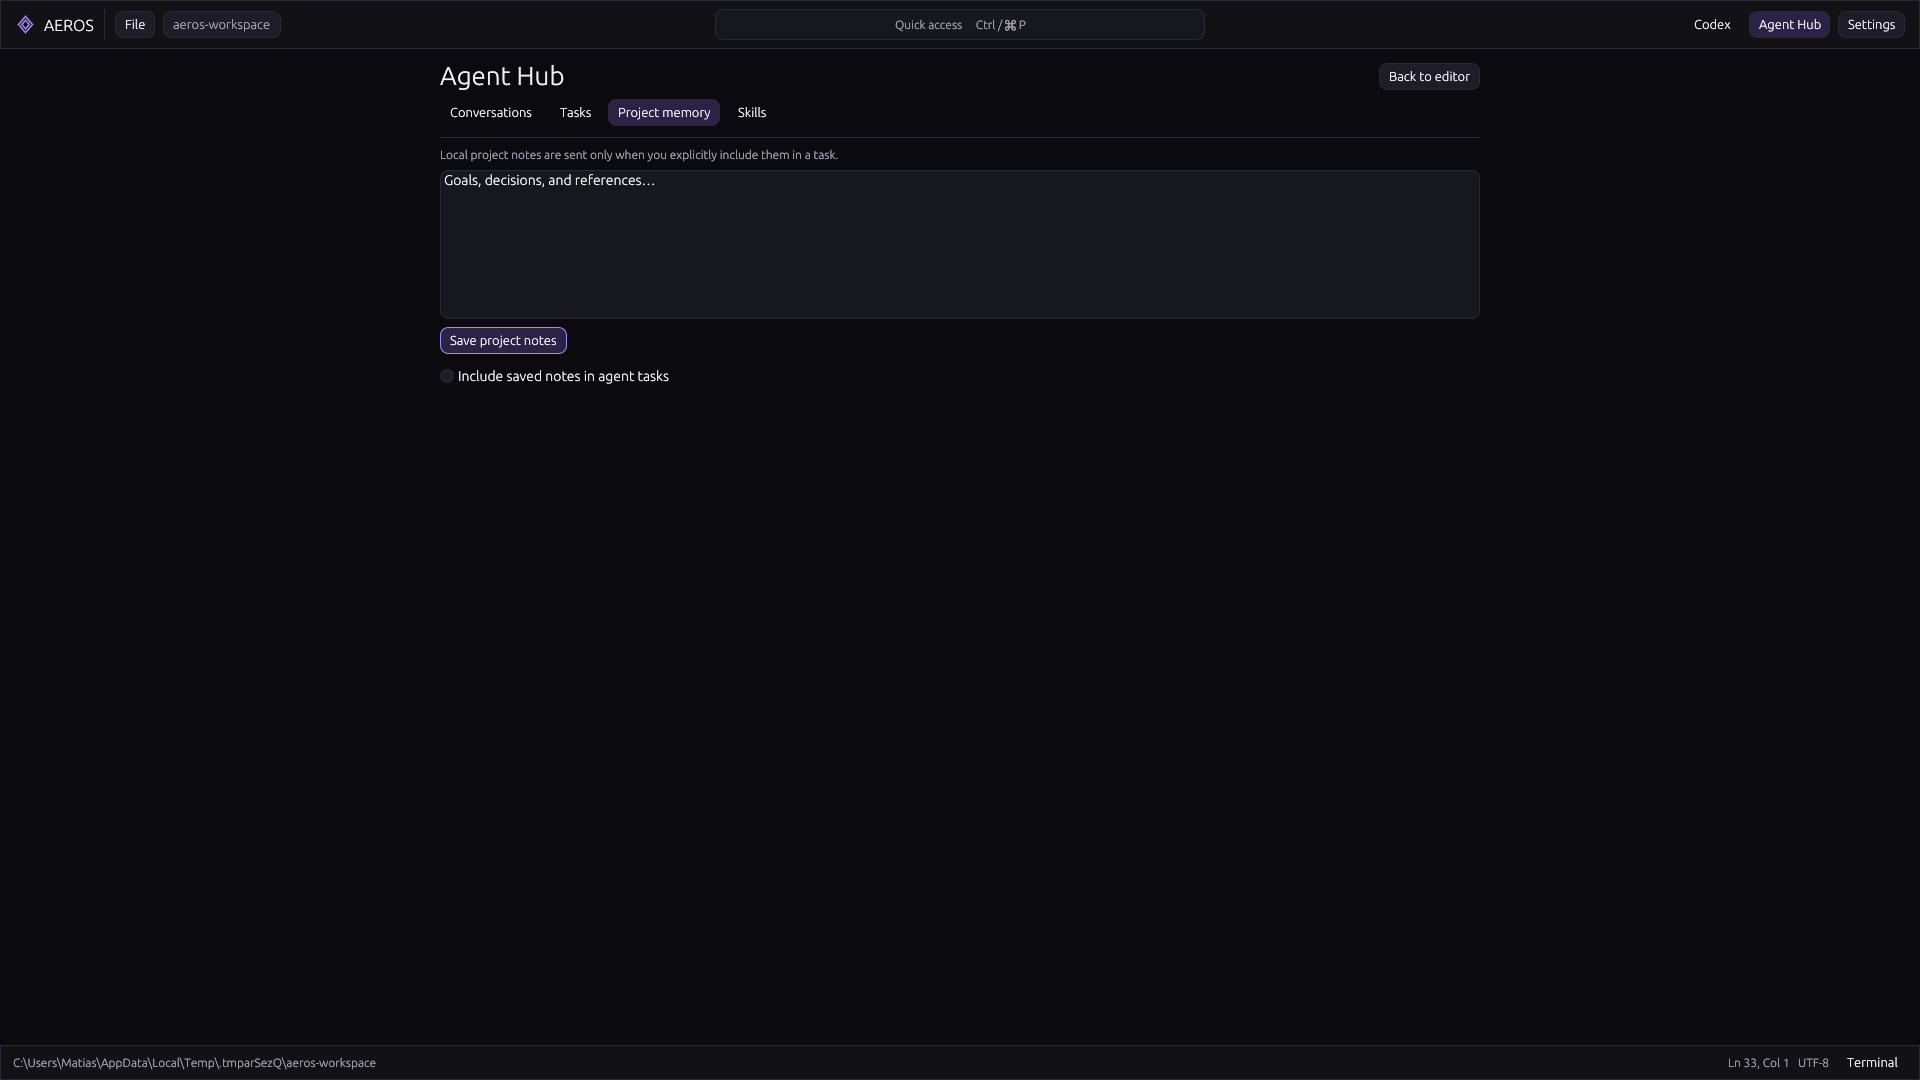 AEROS File aeros-workspace Quick access Ctrl/⌘P Codex Agent Hub Settings
Agent Hub Back to editor
Conversations Tasks Project memory Skills
Local project notes are sent only when you explicitly include them in a task.
Goals, decisions, and references…
Save project notes
Include saved notes in agent tasks
C:\Users\Matias\AppData\Local\Temp\.tmparSezQ\aeros-workspace Ln 33, Col 1 UTF-8 Terminal